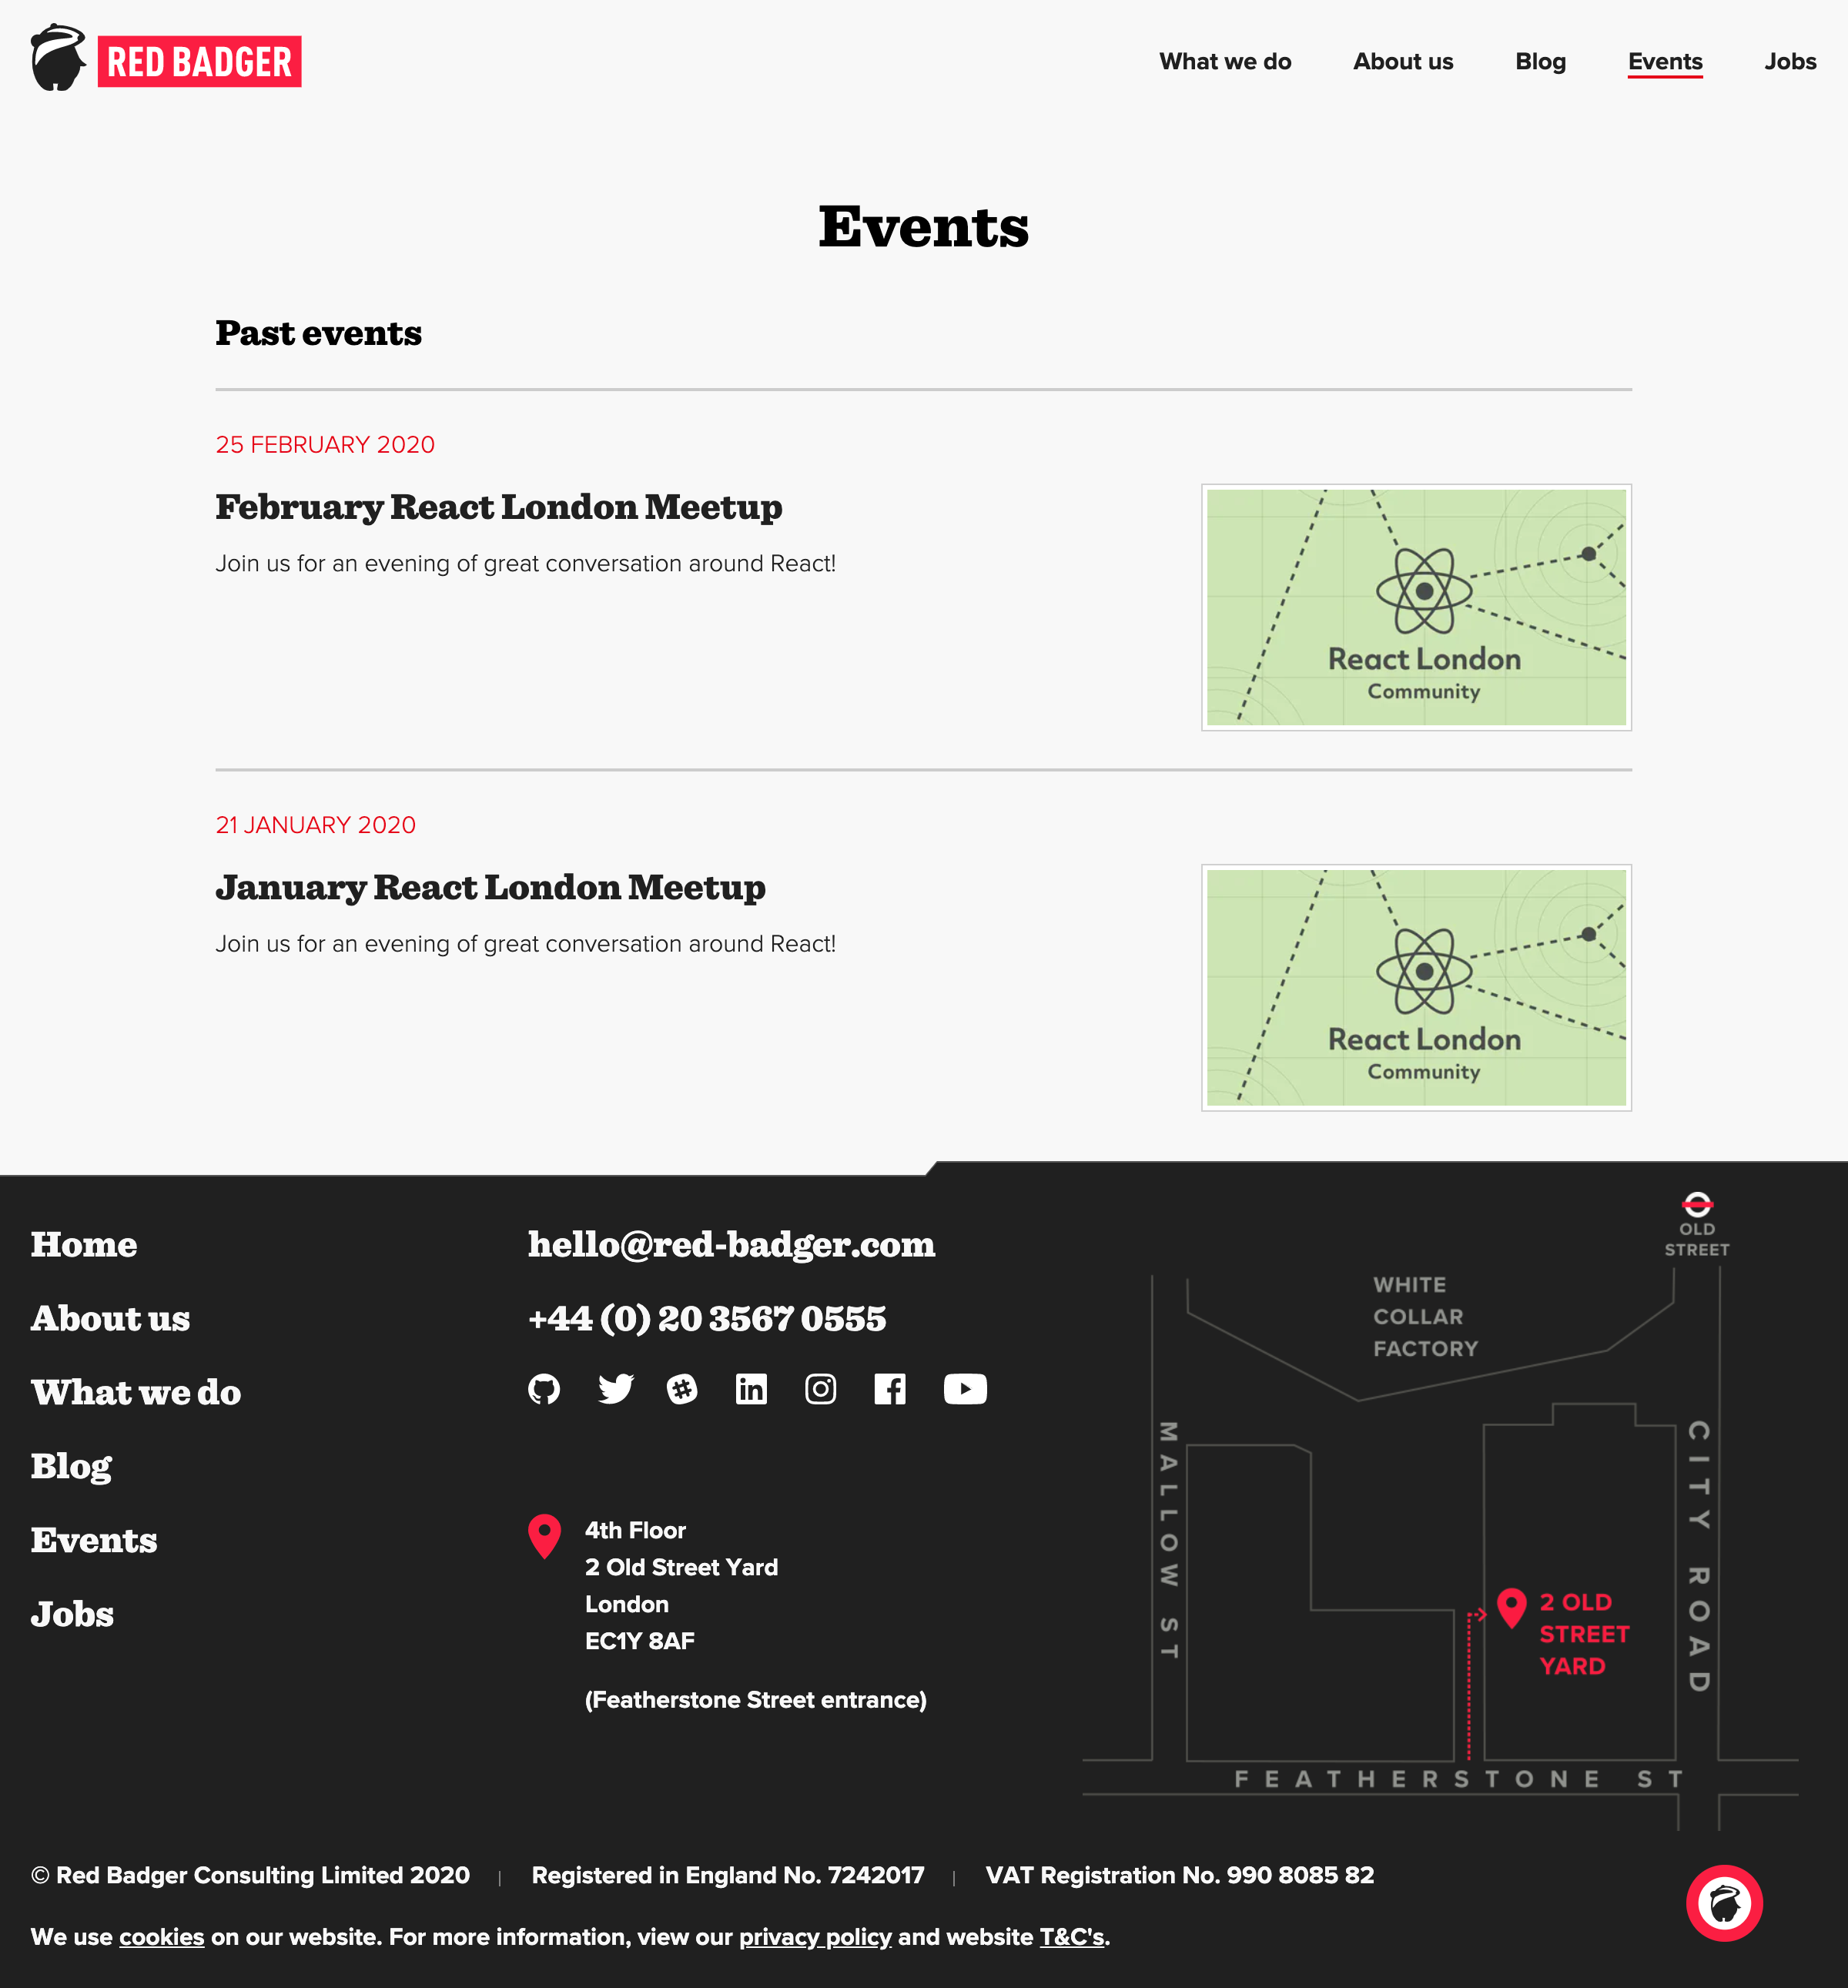 RED BADGER
What we do
About us
Blog
Events
Jobs
Events
Past events
25 FEBRUARY 2020
February React London Meetup
Join us for an evening of great conversation around React!
React London
Community
21 JANUARY 2020
January React London Meetup
Join us for an evening of great conversation around React!
React London
Community
Home
About us
What we do
Blog
Events
Jobs
hello@red-badger.com
+44 (0) 20 3567 0555
4th Floor
2 Old Street Yard
London
EC1Y 8AF
(Featherstone Street entrance)
OLD
STREET
WHITE
COLLAR
FACTORY
MALLOW ST
CITY ROAD
2 OLD
STREET
YARD
FEATHERSTONE ST
© Red Badger Consulting Limited 2020 | Registered in England No. 7242017 | VAT Registration No. 990 8085 82
We use cookies on our website. For more information, view our privacy policy and website T&C's.